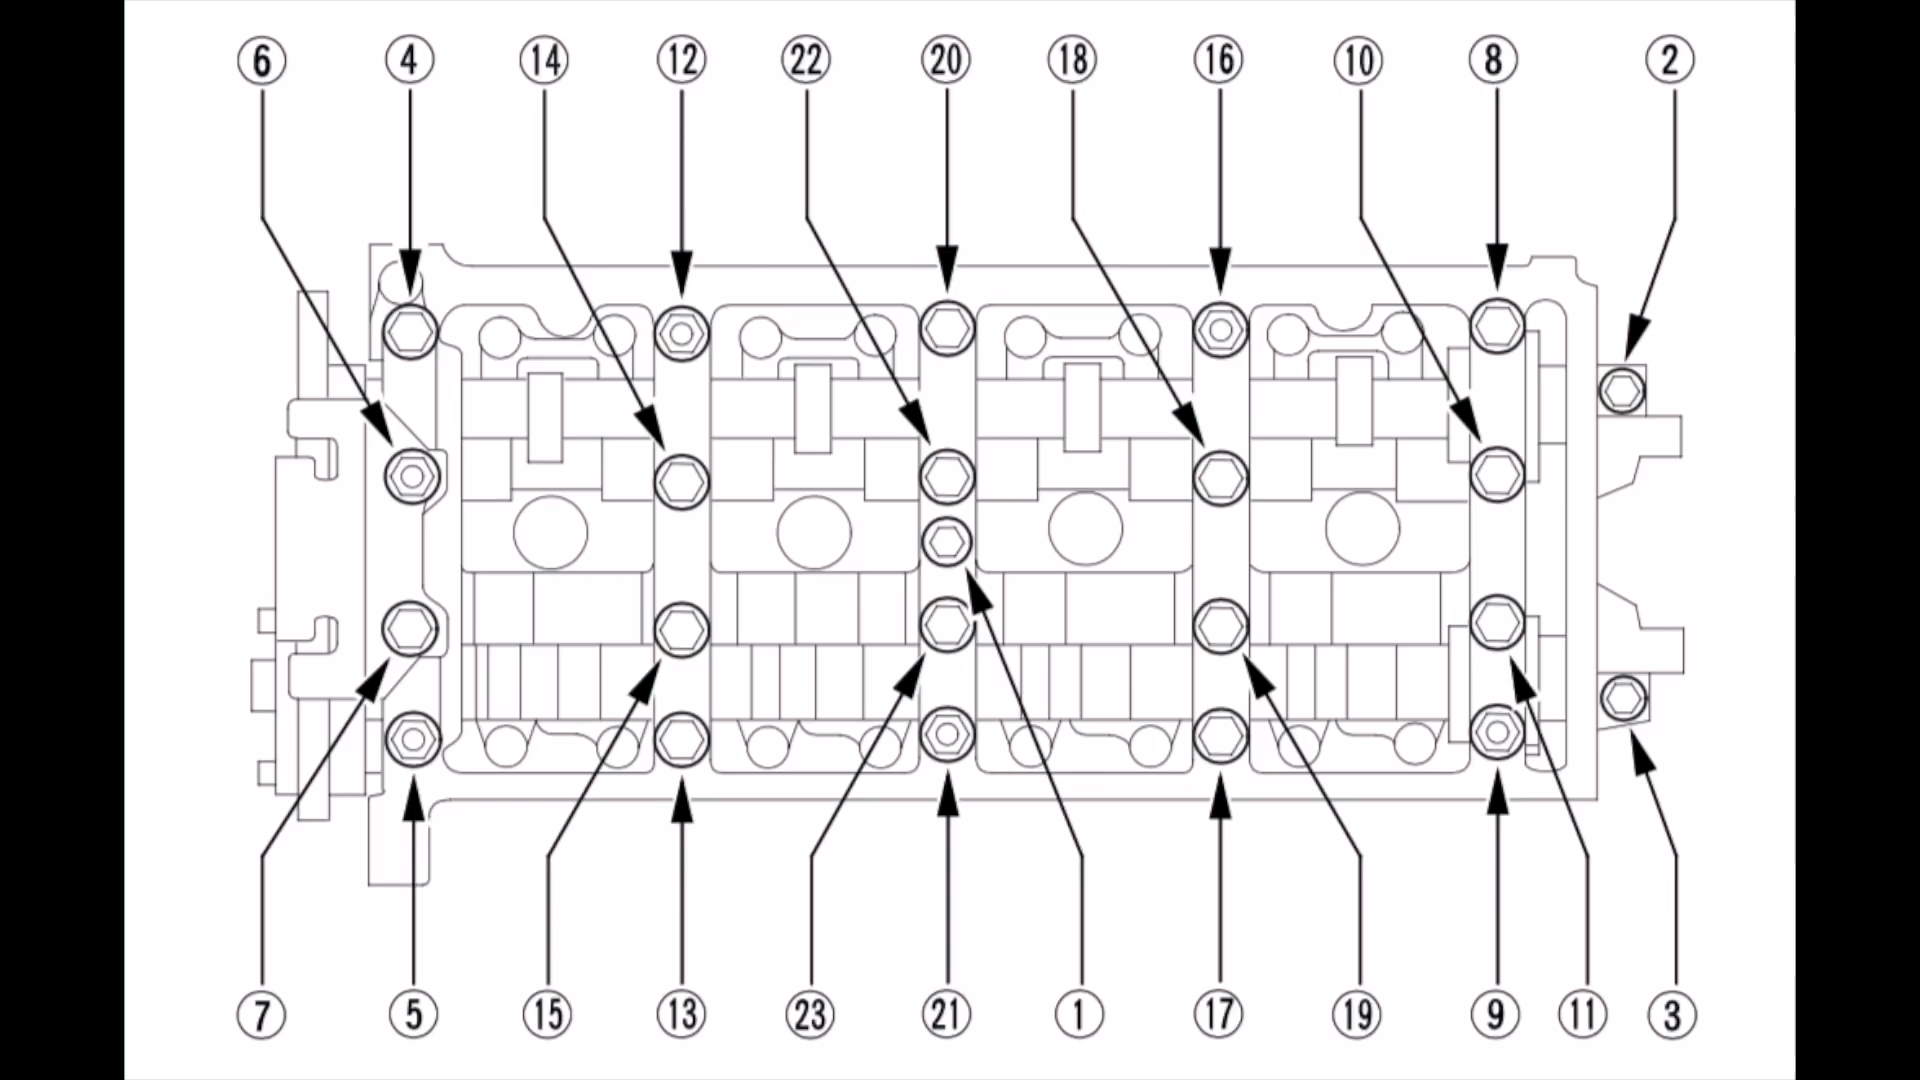 ⑥ ④ ⑭ ⑫ ㉒ ⑳ ⑱ ⑯ ⑩ ⑧ ②
⑦ ⑤ ⑮ ⑬ ㉓ ㉑ ① ⑰ ⑲ ⑨ ⑪ ③